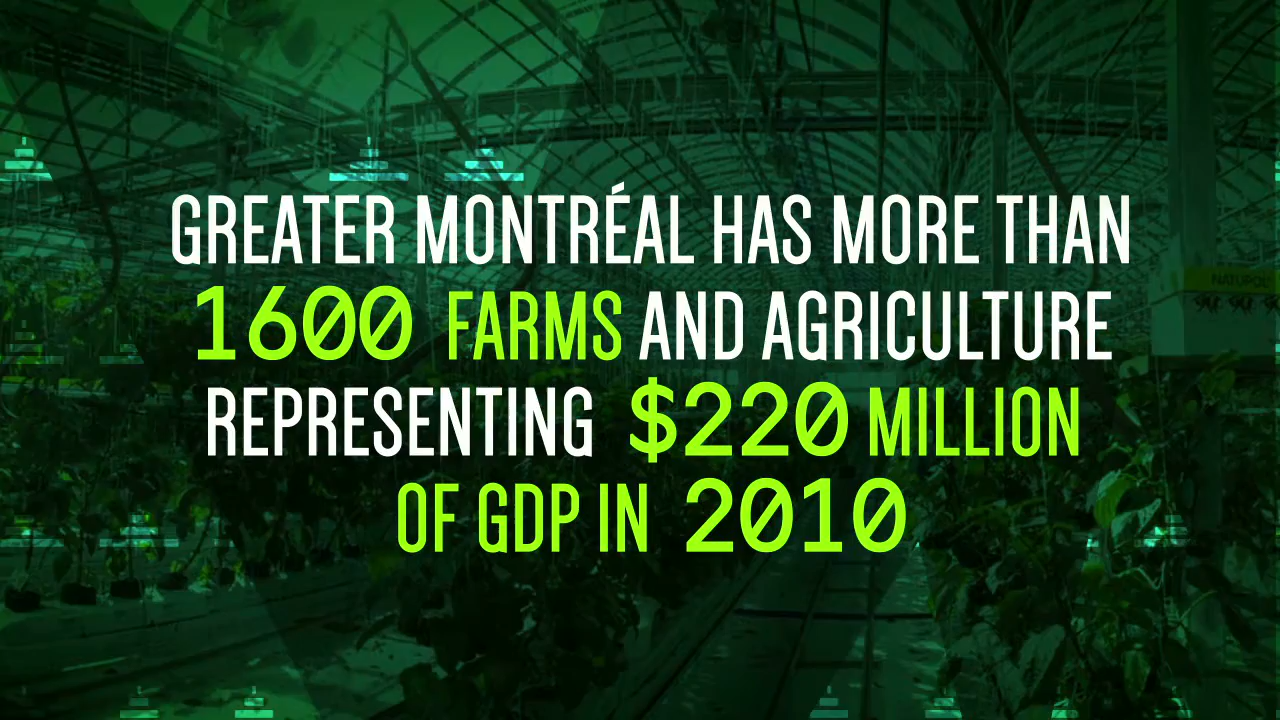 GREATER MONTRÉAL HAS MORE THAN
1600 FARMS AND AGRICULTURE
REPRESENTING $220 MILLION
OF GDP IN 2010